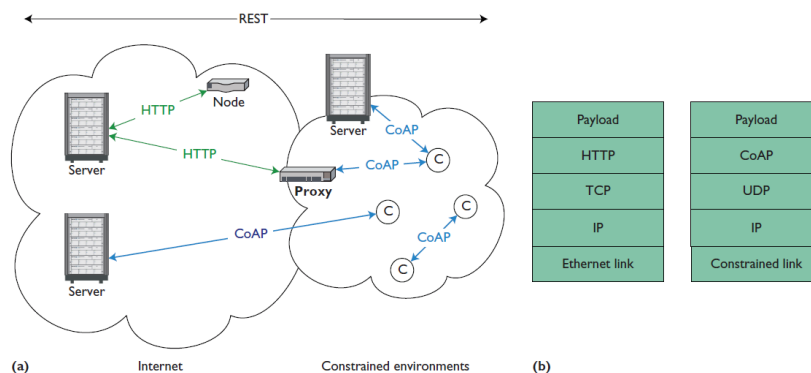 REST
HTTP
Node
Server
HTTP
Server
CoAP
CoAP
C
Proxy
C
C
CoAP
CoAP
C
Server
(a)
Internet
Constrained environments
Payload
HTTP
TCP
IP
Ethernet link
Payload
CoAP
UDP
IP
Constrained link
(b)